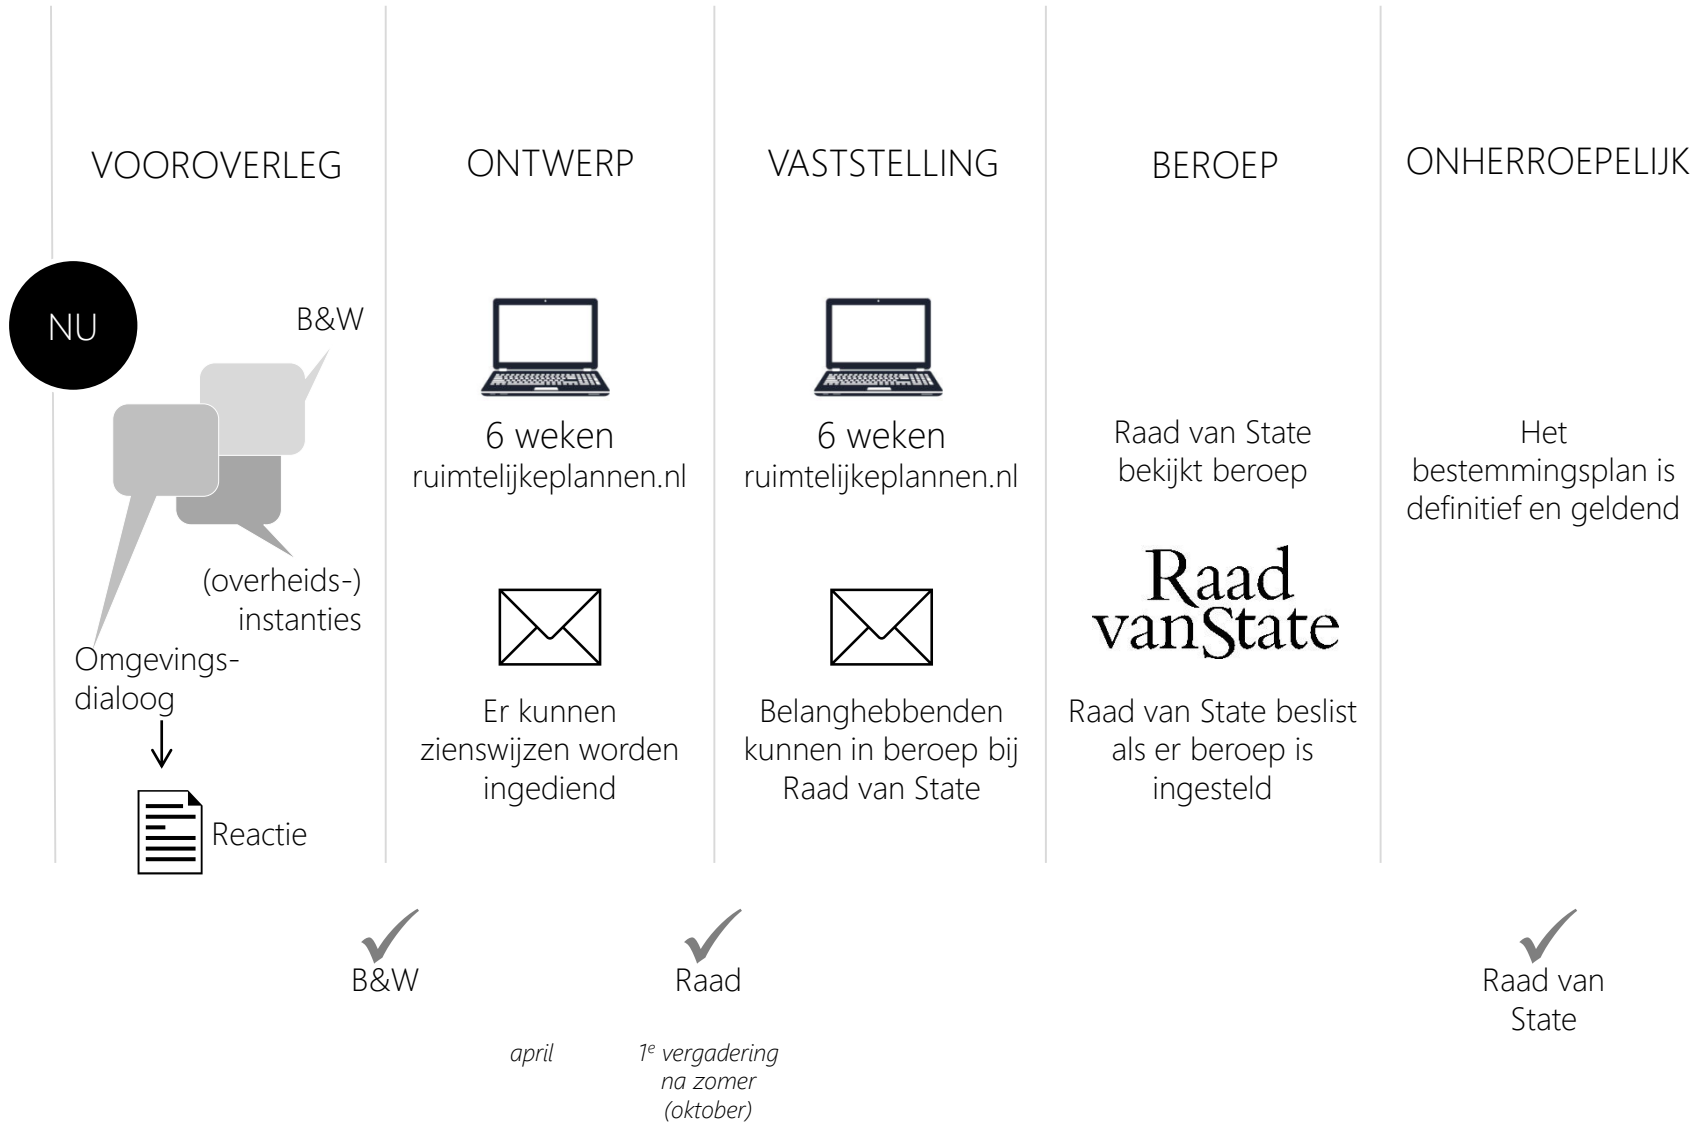 VOOROVERLEG
ONTWERP
VASTSTELLING
BEROEP
ONHERROEPELIJK
NU
B&W
(overheids-)
instanties
Omgevings-
dialoog
Reactie
6 weken
ruimtelijkeplannen.nl
Er kunnen
zienswijzen worden
ingediend
6 weken
ruimtelijkeplannen.nl
Belanghebbenden
kunnen in beroep bij
Raad van State
Raad van State
bekijkt beroep
Raad
vanState
Raad van State beslist
als er beroep is
ingesteld
Het
bestemmingsplan is
definitief en geldend
B&W
Raad
Raad van
State
april
1e vergadering
na zomer
(oktober)